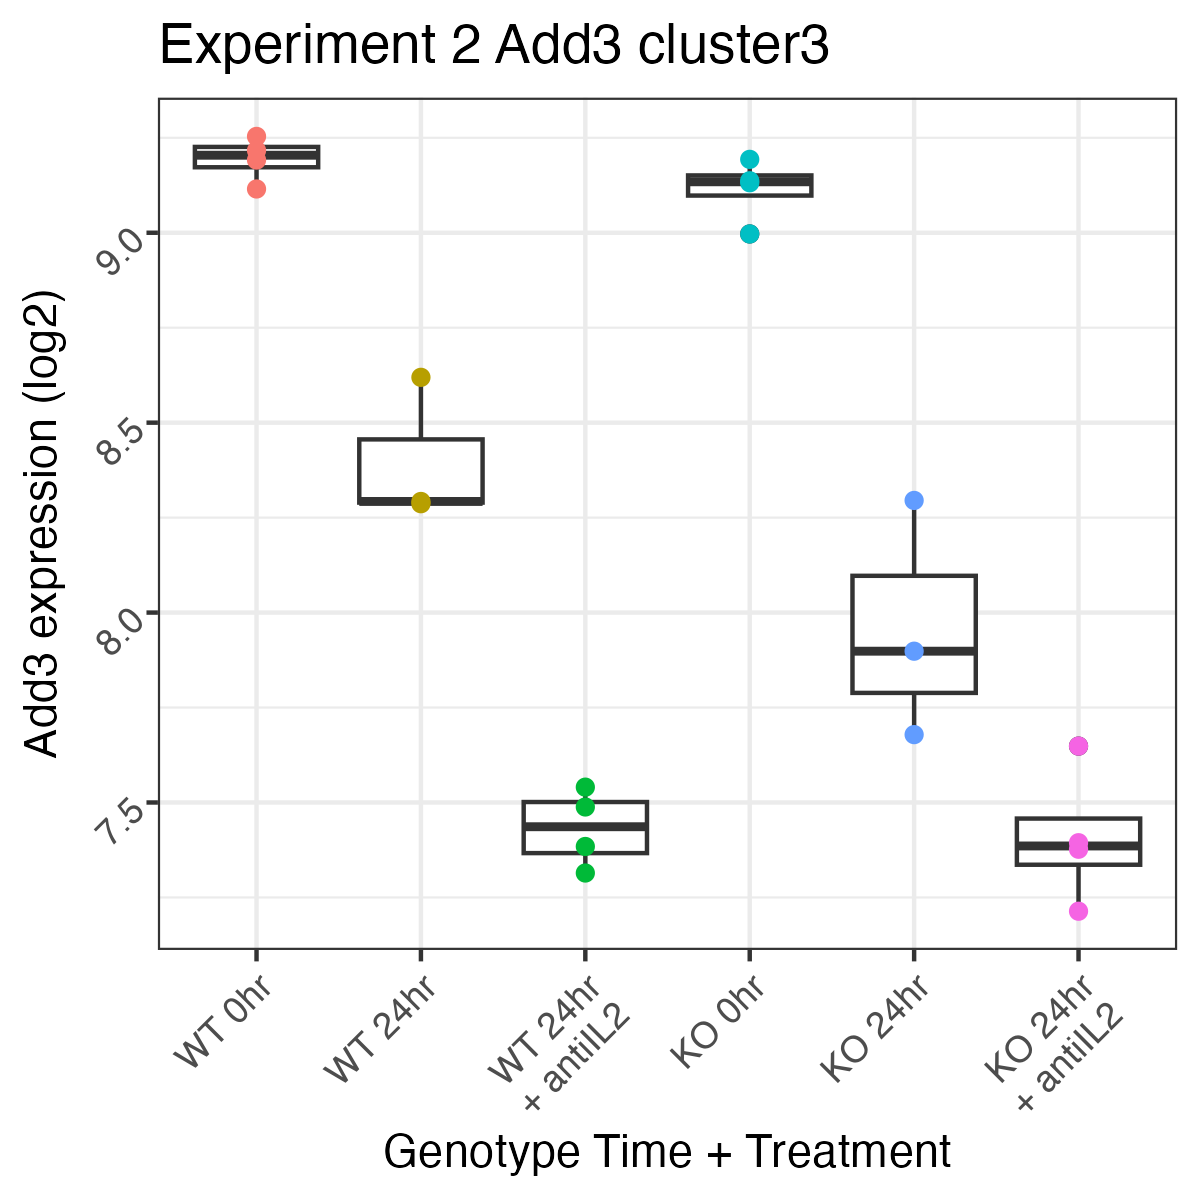 Experiment 2 Add3 cluster3
Add3 expression (log2)
9.0
8.5
8.0
7.5
WT 0hr
WT 24hr
WT 24hr
+ antiIL2
KO 0hr
KO 24hr
KO 24hr
+ antiIL2
Genotype Time + Treatment